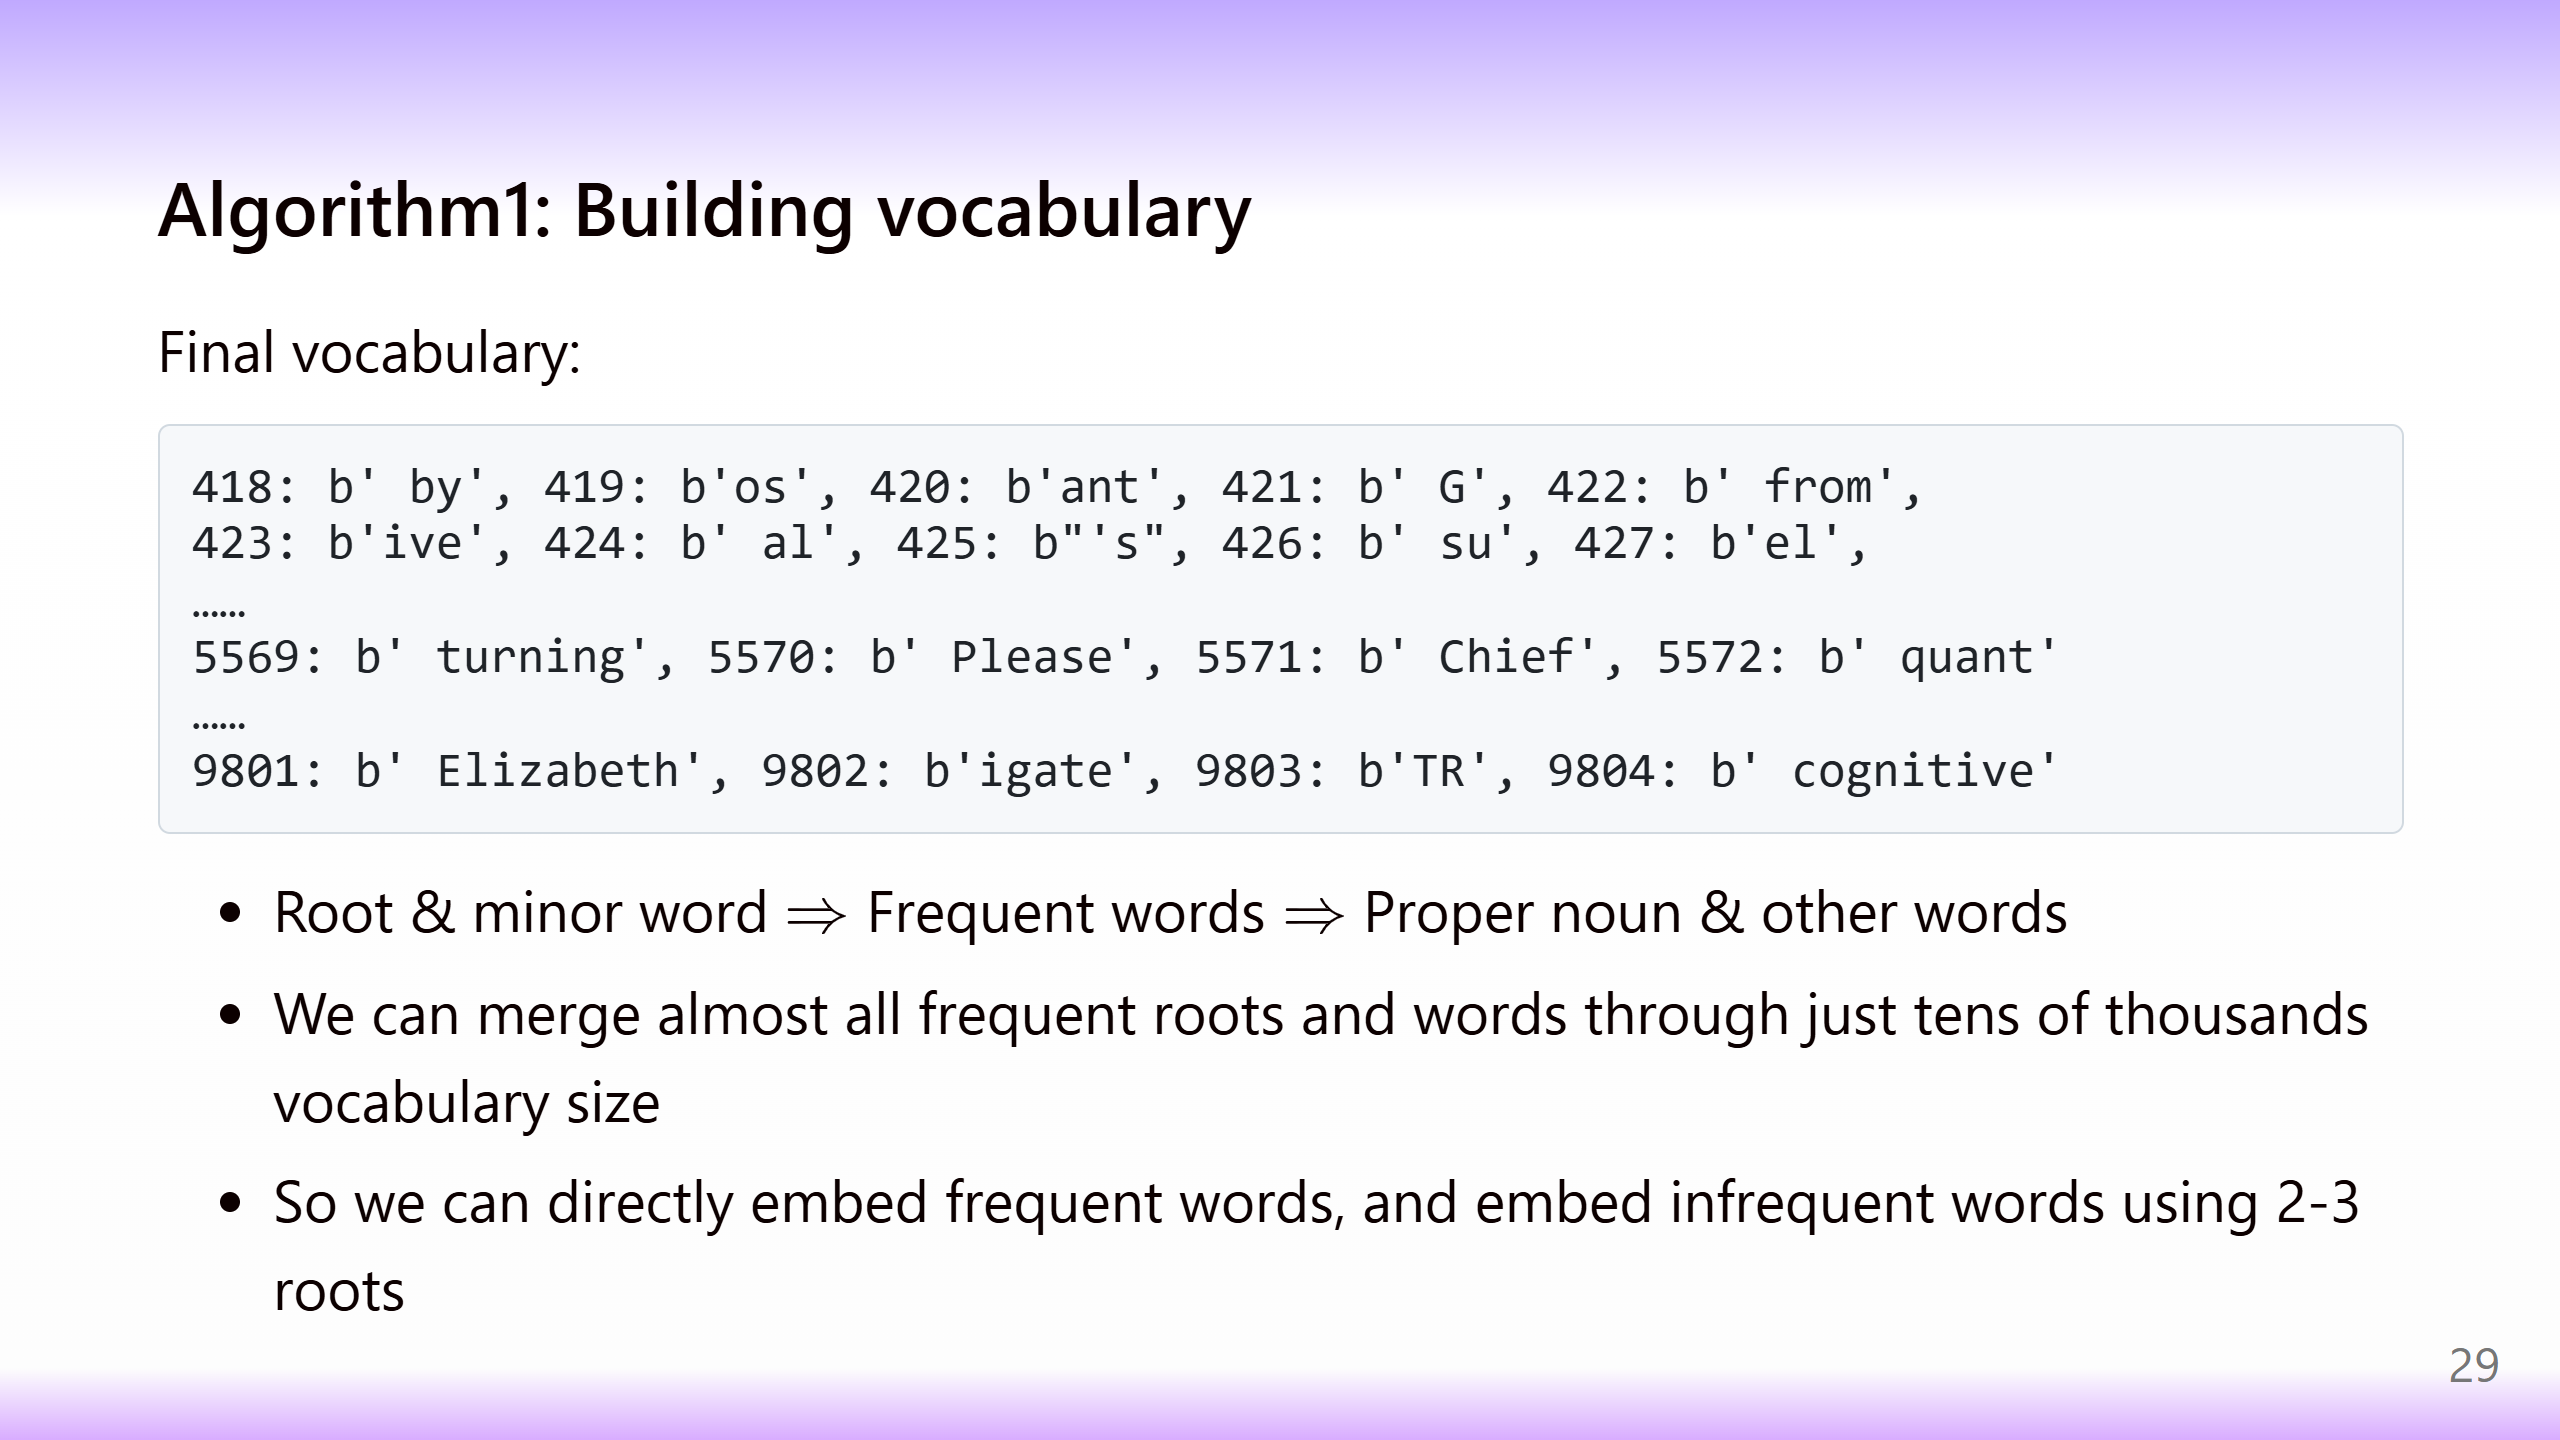 Algorithm1: Building vocabulary
Final vocabulary:
418: b' by', 419: b'os', 420: b'ant', 421: b' G', 422: b' from',
423: b'ive', 424: b' al', 425: b"'s", 426: b' su', 427: b'el',
……
5569: b' turning', 5570: b' Please', 5571: b' Chief', 5572: b' quant'
……
9801: b' Elizabeth', 9802: b'igate', 9803: b'TR', 9804: b' cognitive'
• Root & minor word ⇒ Frequent words ⇒ Proper noun & other words
• We can merge almost all frequent roots and words through just tens of thousands
vocabulary size
• So we can directly embed frequent words, and embed infrequent words using 2-3
roots
29